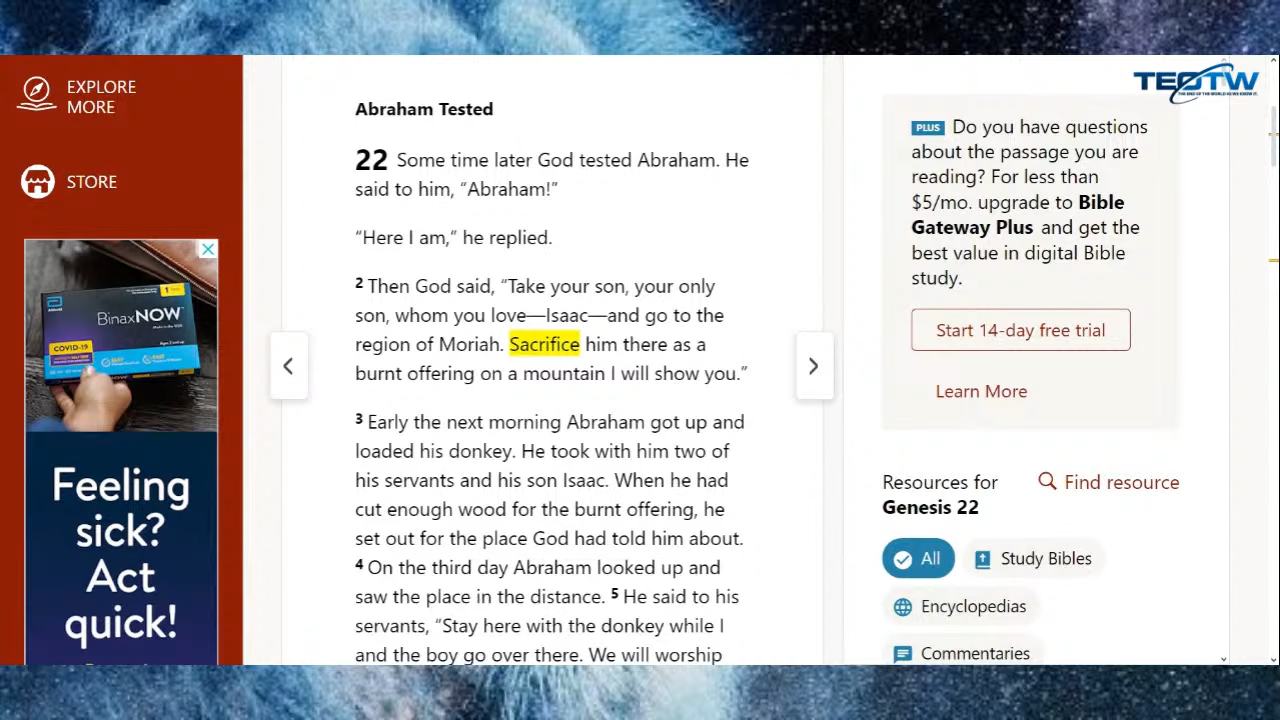 EXPLORE
MORE
STORE
BinaxNOW
COVID-19
Feeling
sick?
Act
quick!
Abraham Tested
22 Some time later God tested Abraham. He
said to him, “Abraham!”
“Here I am,” he replied.
2 Then God said, “Take your son, your only
son, whom you love—Isaac—and go to the
region of Moriah. Sacrifice him there as a
burnt offering on a mountain I will show you.”
3 Early the next morning Abraham got up and
loaded his donkey. He took with him two of
his servants and his son Isaac. When he had
cut enough wood for the burnt offering, he
set out for the place God had told him about.
4 On the third day Abraham looked up and
saw the place in the distance. 5 He said to his
servants, “Stay here with the donkey while I
and the boy go over there. We will worship
TEOTW
THE END OF THE WORLD AS WE KNOW IT.
PLUS Do you have questions
about the passage you are
reading? For less than
$5/mo. upgrade to Bible
Gateway Plus and get the
best value in digital Bible
study.
Start 14-day free trial
Learn More
Resources for
Genesis 22
Find resource
All
Study Bibles
Encyclopedias
Commentaries